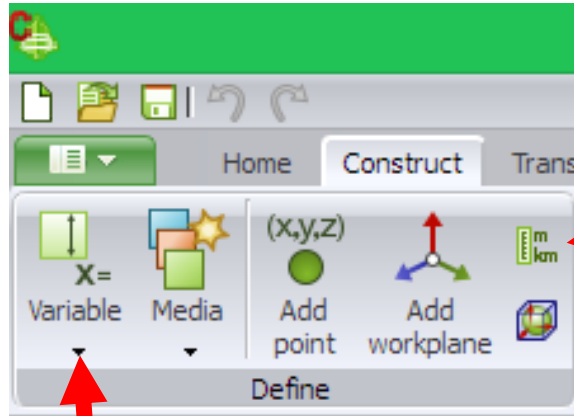 Home Construct Trans
X= (x,y,z) m
km
Variable Media Add Add
point workplane
Define